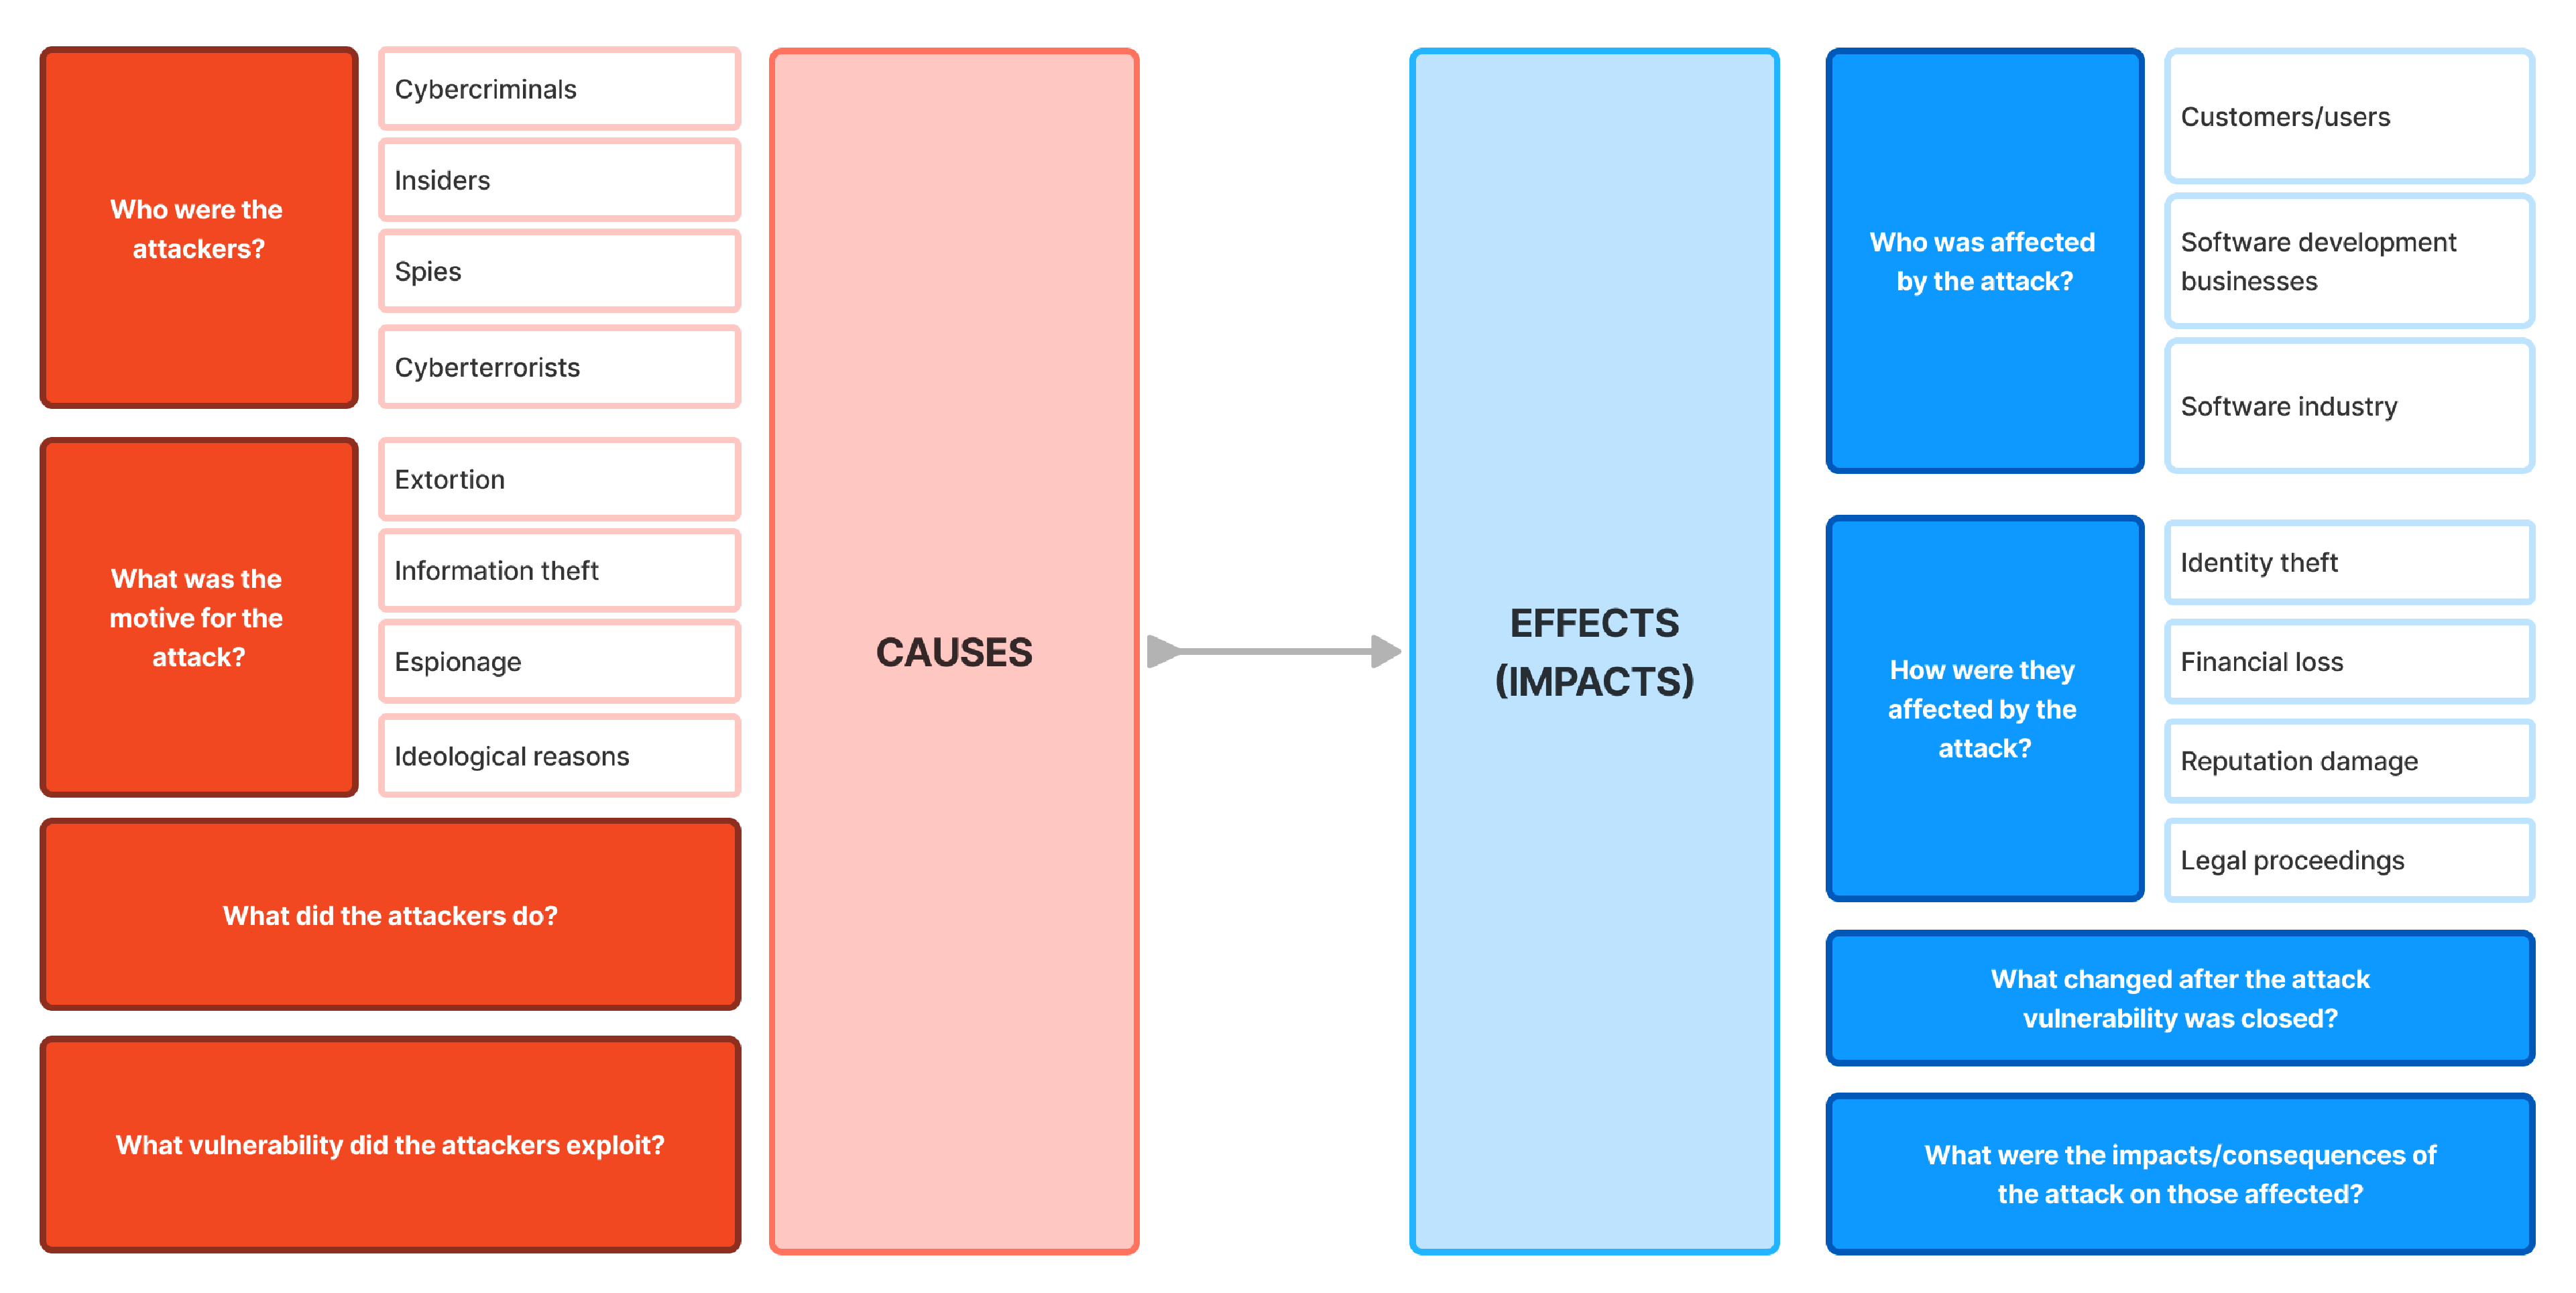 Who were the
attackers?
Cybercriminals
Insiders
Spies
Cyberterrorists
What was the
motive for the
attack?
Extortion
Information theft
Espionage
Ideological reasons
What did the attackers do?
What vulnerability did the attackers exploit?
CAUSES
EFFECTS
(IMPACTS)
Who was affected
by the attack?
Customers/users
Software development
businesses
Software industry
How were they
affected by the
attack?
Identity theft
Financial loss
Reputation damage
Legal proceedings
What changed after the attack
vulnerability was closed?
What were the impacts/consequences of
the attack on those affected?